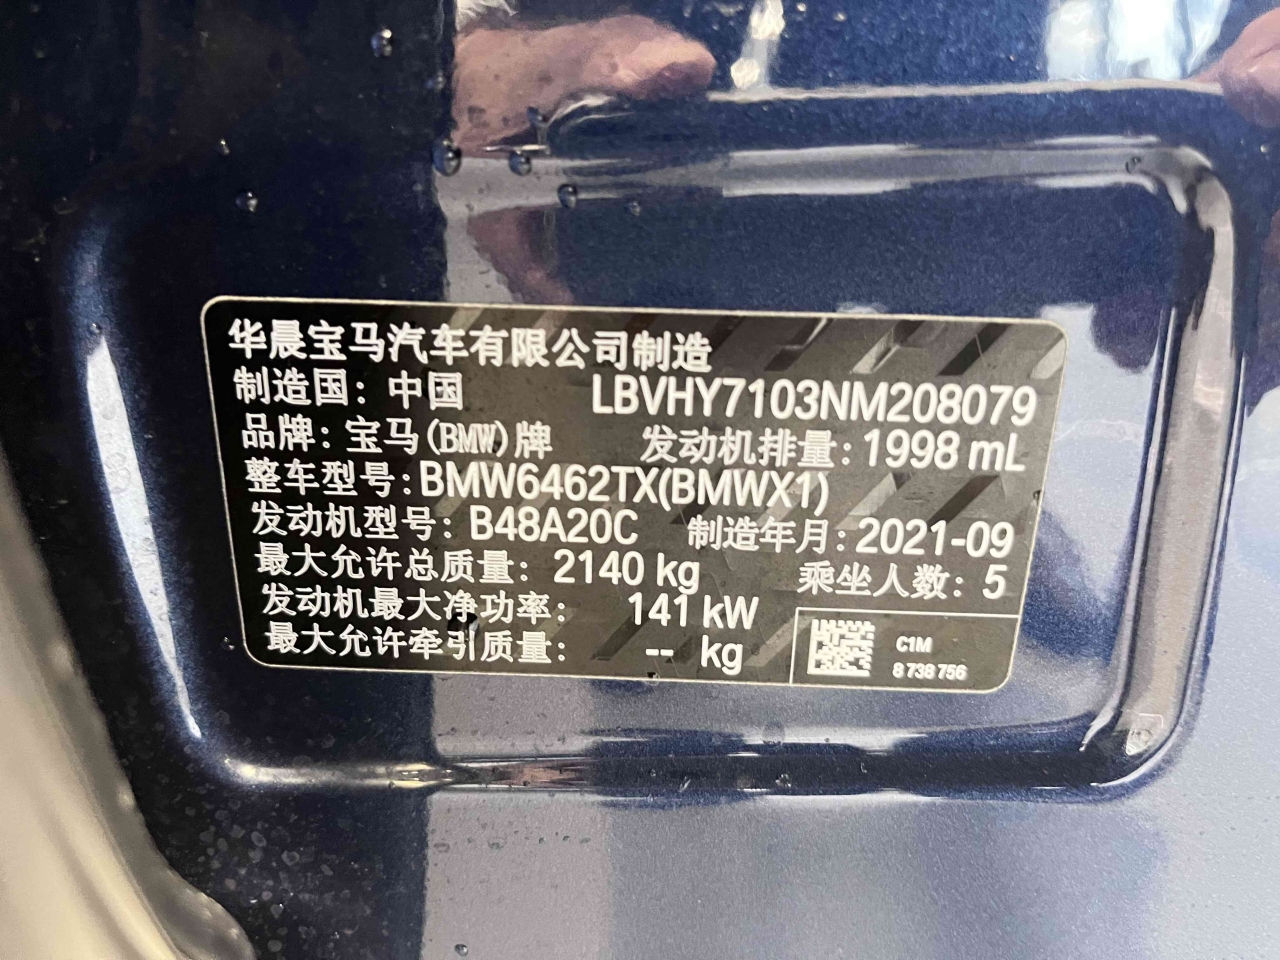 华晨宝马汽车有限公司制造
制造国：中国 LBVHY7103NM208079
品牌：宝马(BMW)牌 发动机排量：1998 mL
整车型号：BMW6462TX(BMWX1)
发动机型号：B48A20C 制造年月：2021-09
最大允许总质量：2140 kg 乘坐人数：5
发动机最大净功率：141 kW
最大允许牵引质量：-- kg
C1M
8 738 756